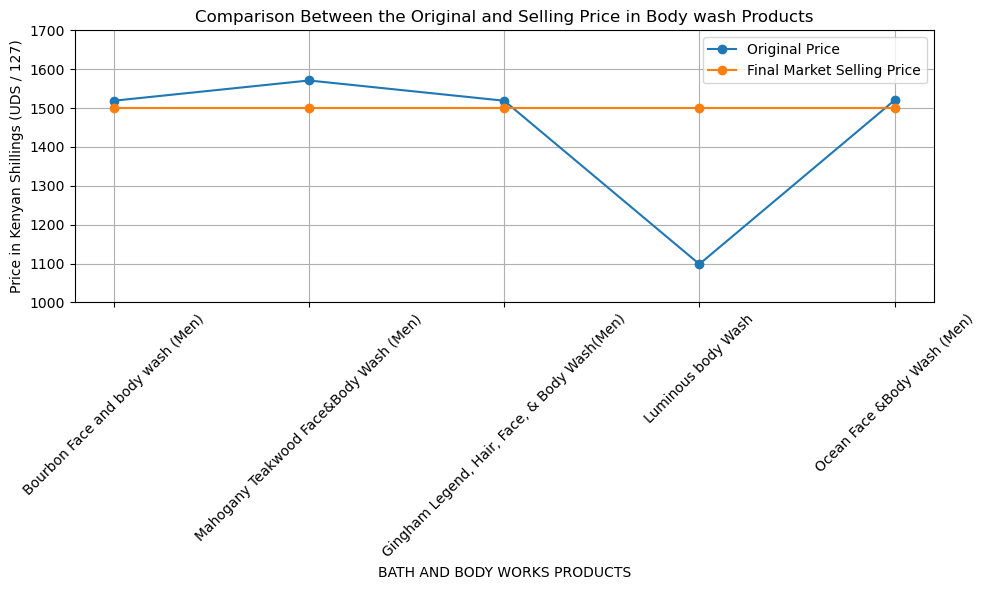 Comparison Between the Original and Selling Price in Body wash Products
Original Price
Final Market Selling Price
Price in Kenyan Shillings (UDS / 127)
1700
1600
1500
1400
1300
1200
1100
1000
Bourbon Face and body wash (Men)
Mahogany Teakwood Face&Body Wash (Men)
Gingham Legend, Hair, Face, & Body Wash(Men)
Luminous body Wash
Ocean Face &Body Wash (Men)
BATH AND BODY WORKS PRODUCTS